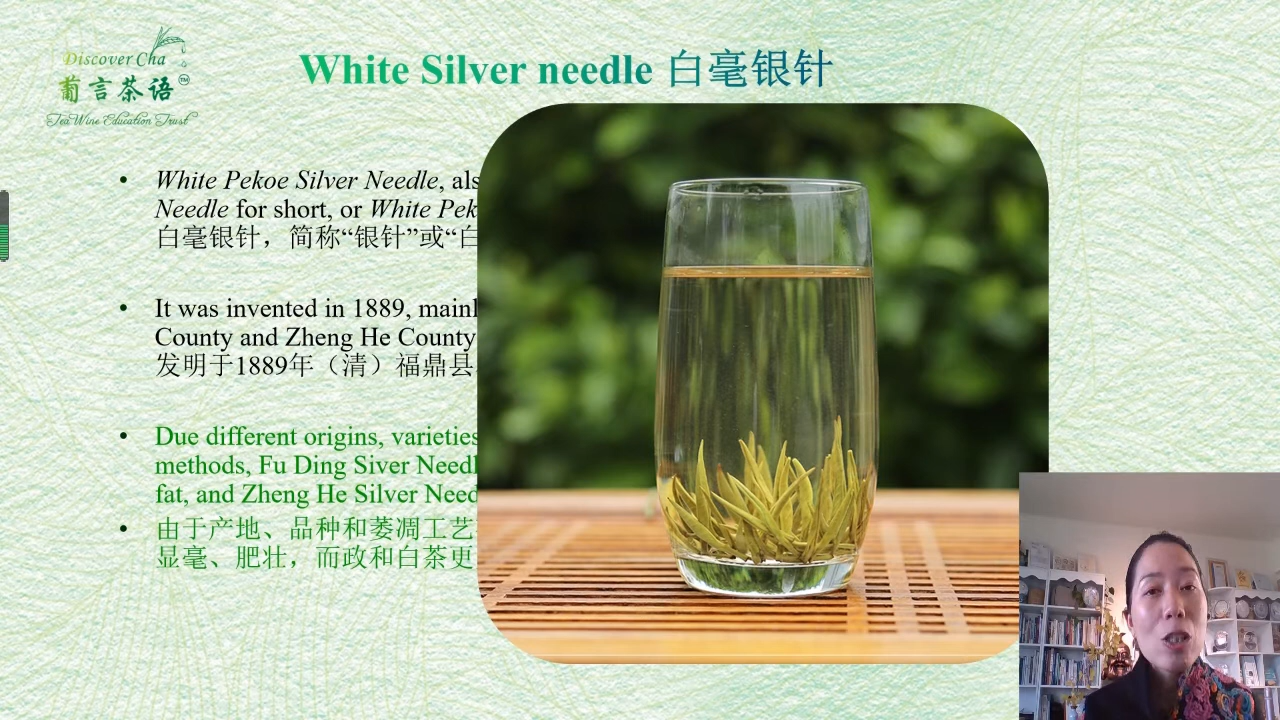 Discover Cha
葡言茶语™
Tea Wine Education Trust
White Silver needle 白毫银针
• White Pekoe Silver Needle, als
Needle for short, or White Pek
白毫银针，简称“银针”或“白
• It was invented in 1889, mainl
County and Zheng He County
发明于1889年（清）福鼎县
• Due different origins, varieties
methods, Fu Ding Siver Needl
fat, and Zheng He Silver Need
• 由于产地、品种和萎凋工艺
显毫、肥壮，而政和白茶更